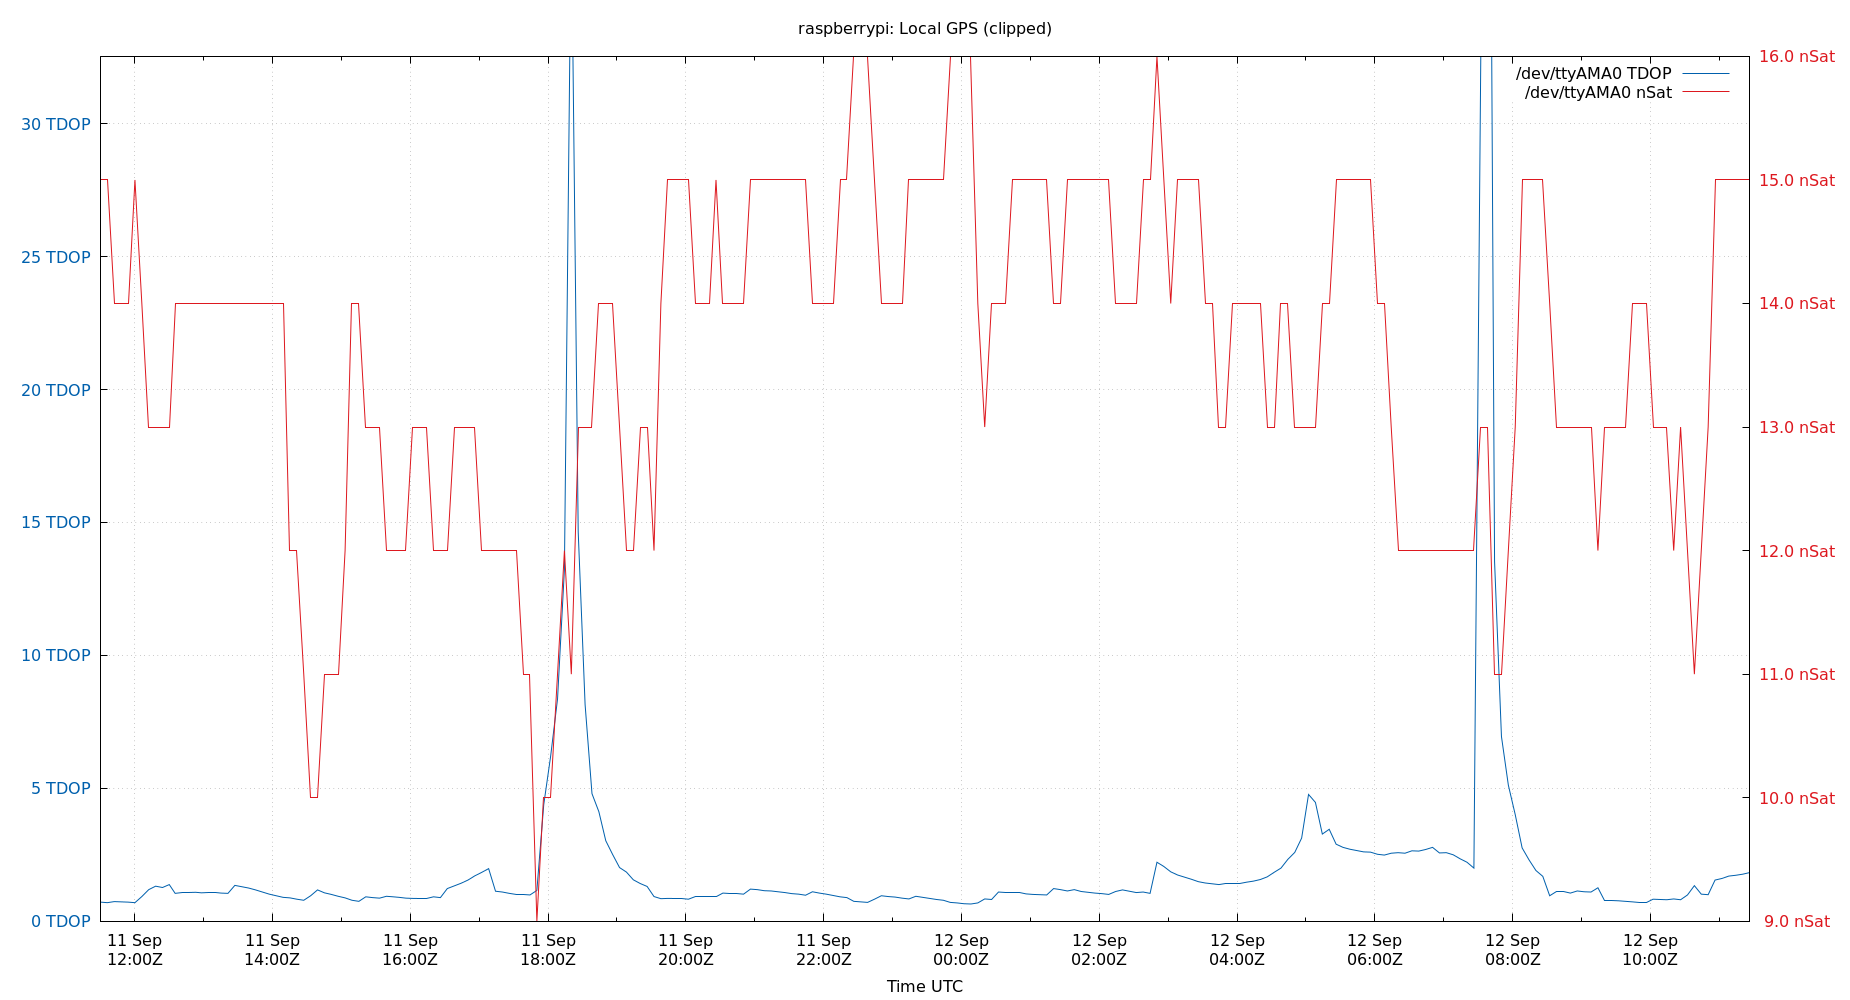 raspberrypi: Local GPS (clipped)
/dev/ttyAMA0 TDOP
/dev/ttyAMA0 nSat
30 TDOP
25 TDOP
20 TDOP
15 TDOP
10 TDOP
5 TDOP
0 TDOP
16.0 nSat
15.0 nSat
14.0 nSat
13.0 nSat
12.0 nSat
11.0 nSat
10.0 nSat
9.0 nSat
11 Sep
12:00Z
11 Sep
14:00Z
11 Sep
16:00Z
11 Sep
18:00Z
11 Sep
20:00Z
11 Sep
22:00Z
12 Sep
00:00Z
12 Sep
02:00Z
12 Sep
04:00Z
12 Sep
06:00Z
12 Sep
08:00Z
12 Sep
10:00Z
Time UTC